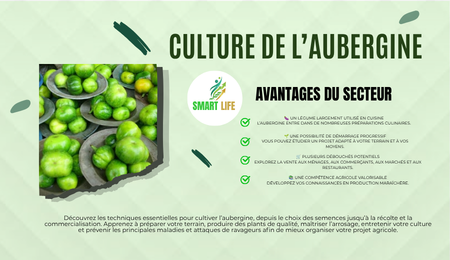 CULTURE DE L'AUBERGINE
SMART LIFE
AVANTAGES DU SECTEUR
🍆 UN LÉGUME LARGEMENT UTILISÉ EN CUISINE
L'AUBERGINE ENTRE DANS DE NOMBREUSES PRÉPARATIONS CULINAIRES.
🌱 UNE POSSIBILITÉ DE DÉMARRAGE PROGRESSIF
VOUS POUVEZ ÉTUDIER UN PROJET ADAPTÉ À VOTRE TERRAIN ET À VOS
MOYENS.
PLUSIEURS DÉBOUCHÉS POTENTIELS
EXPLOREZ LA VENTE AUX MÉNAGES, AUX COMMERÇANTS, AUX MARCHÉS ET AUX
RESTAURANTS.
UNE COMPÉTENCE AGRICOLE VALORISABLE
DÉVELOPPEZ VOS CONNAISSANCES EN PRODUCTION MARAÎCHÈRE.
Découvrez les techniques essentielles pour cultiver l'aubergine, depuis le choix des semences jusqu'à la récolte et la
commercialisation. Apprenez à préparer votre terrain, produire des plants de qualité, maîtriser l'arrosage, entretenir votre culture
et prévenir les principales maladies et attaques de ravageurs afin de mieux organiser votre projet agricole.